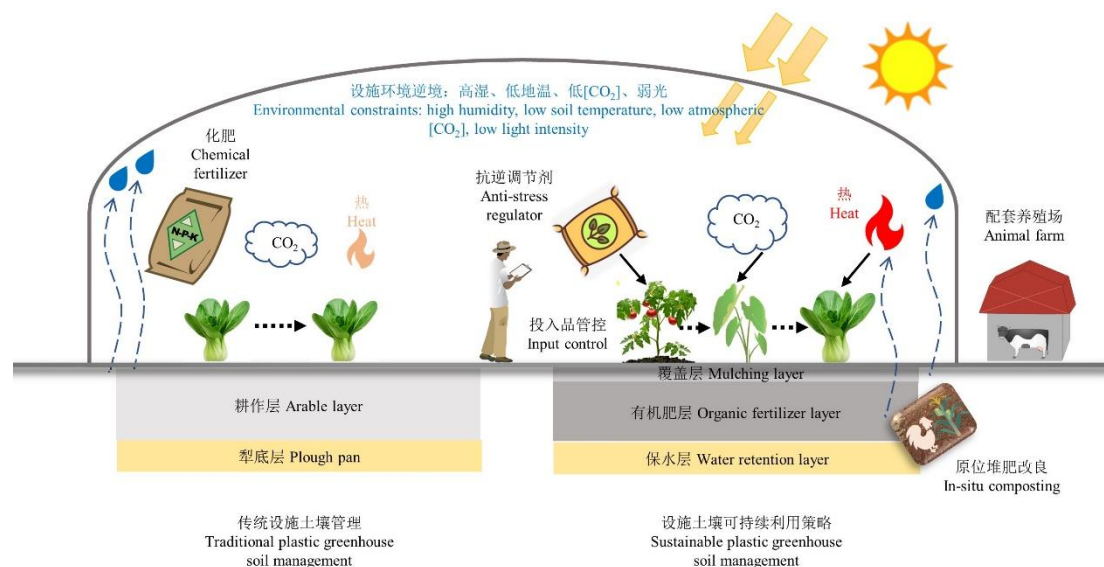 设施环境逆境：高湿、低地温、低[CO₂]、弱光
Environmental constraints: high humidity, low soil temperature, low atmospheric
[CO₂], low light intensity
化肥
Chemical
fertilizer
N-P-K
CO₂
热
Heat
抗逆调节剂
Anti-stress
regulator
CO₂
热
Heat
配套养殖场
Animal farm
投入品管控
Input control
耕作层 Arable layer
犁底层 Plough pan
覆盖层 Mulching layer
有机肥层 Organic fertilizer layer
保水层 Water retention layer
原位堆肥改良
In-situ composting
传统设施土壤管理
Traditional plastic greenhouse
soil management
设施土壤可持续利用策略
Sustainable plastic greenhouse
soil management